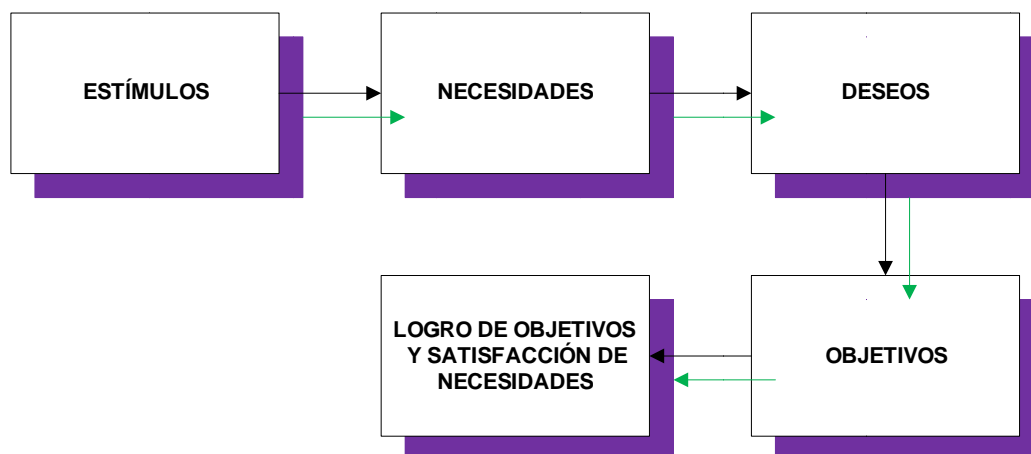 ESTÍMULOS
NECESIDADES
DESEOS
LOGRO DE OBJETIVOS
Y SATISFACCIÓN DE
NECESIDADES
OBJETIVOS